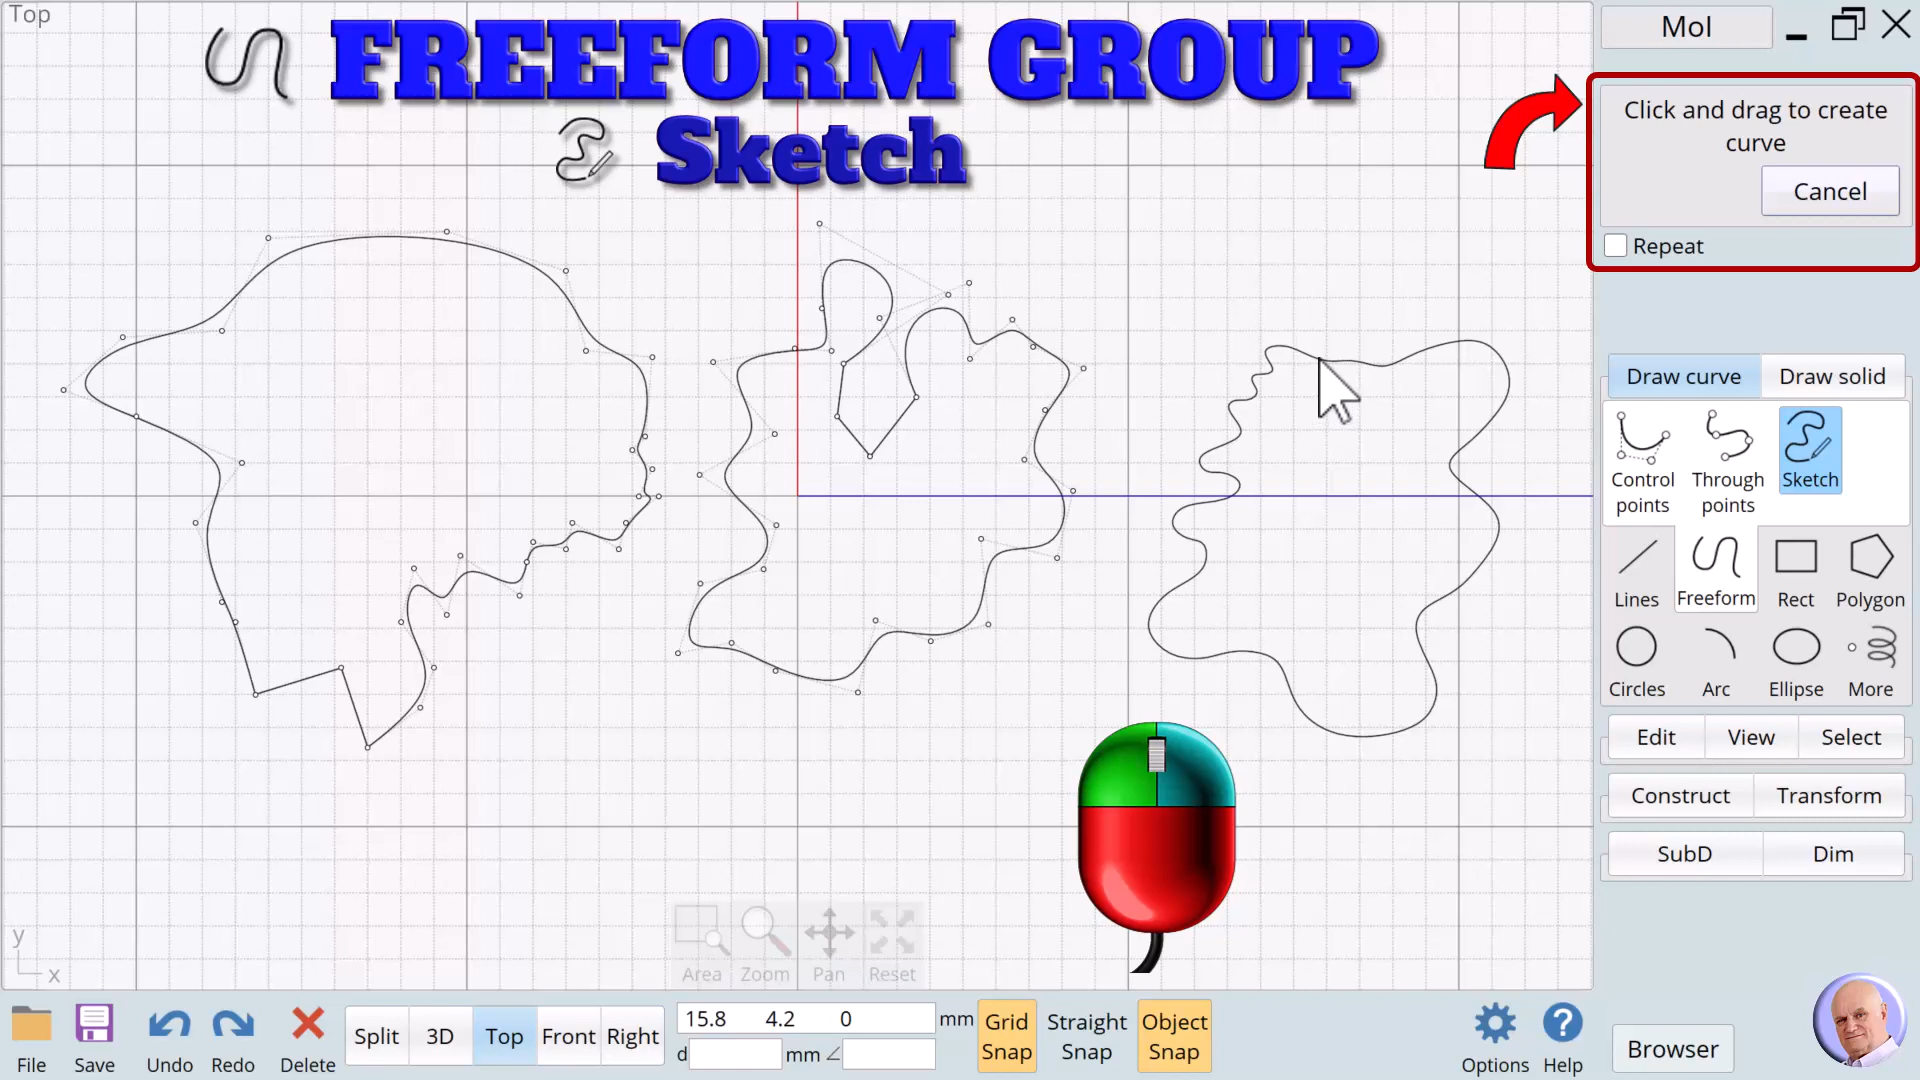 Top
FREEFORM GROUP
Sketch
MoI
Click and drag to create
curve
Cancel
Repeat
Draw curve
Draw solid
Control
points
Through
points
Sketch
Lines
Freeform
Rect
Polygon
Circles
Arc
Ellipse
More
Edit
View
Select
Construct
Transform
SubD
Dim
y
x
Area
Zoom
Pan
Reset
File
Save
Undo
Redo
Delete
Split
3D
Top
Front
Right
15.8 4.2 0 mm
d mm ∠
Grid
Snap
Straight
Snap
Object
Snap
Options
Help
Browser